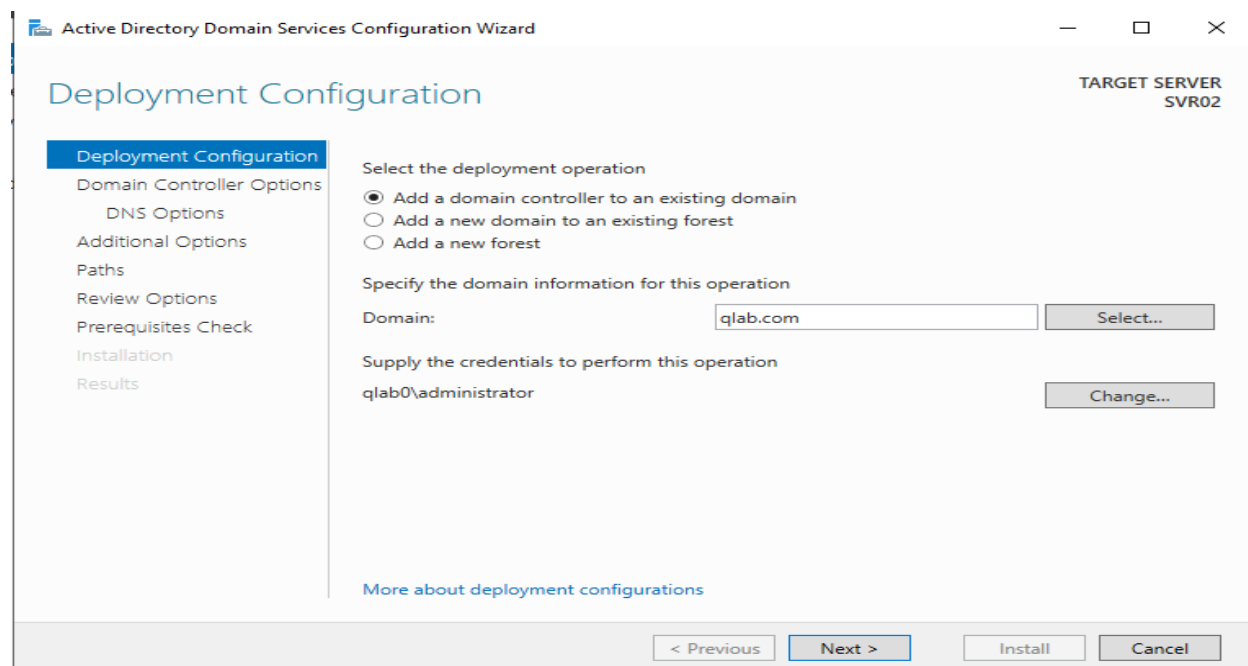 Active Directory Domain Services Configuration Wizard
Deployment Configuration
TARGET SERVER
SVR02
Deployment Configuration
Domain Controller Options
DNS Options
Additional Options
Paths
Review Options
Prerequisites Check
Installation
Results
Select the deployment operation
Add a domain controller to an existing domain
Add a new domain to an existing forest
Add a new forest
Specify the domain information for this operation
Domain: qlab.com Select...
Supply the credentials to perform this operation
qlab0\administrator Change...
More about deployment configurations
< Previous Next > Install Cancel